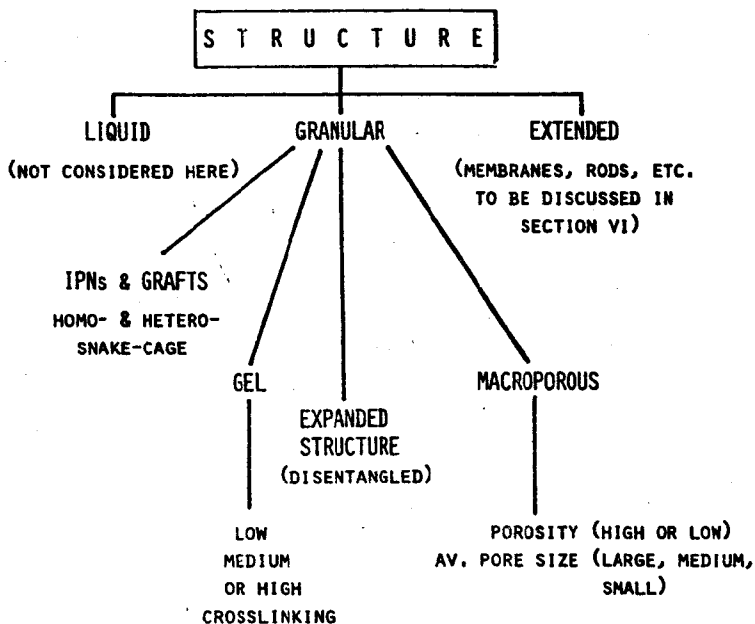 STRUCTURE
LIQUID
(NOT CONSIDERED HERE)
GRANULAR
EXTENDED
(MEMBRANES, RODS, ETC.
TO BE DISCUSSED IN
SECTION VI)
IPNs & GRAFTS
HOMO- & HETERO-
SNAKE-CAGE
GEL
EXPANDED
STRUCTURE
(DISENTANGLED)
MACROPOROUS
LOW
MEDIUM
OR HIGH
CROSSLINKING
POROSITY (HIGH OR LOW)
AV. PORE SIZE (LARGE, MEDIUM,
SMALL)